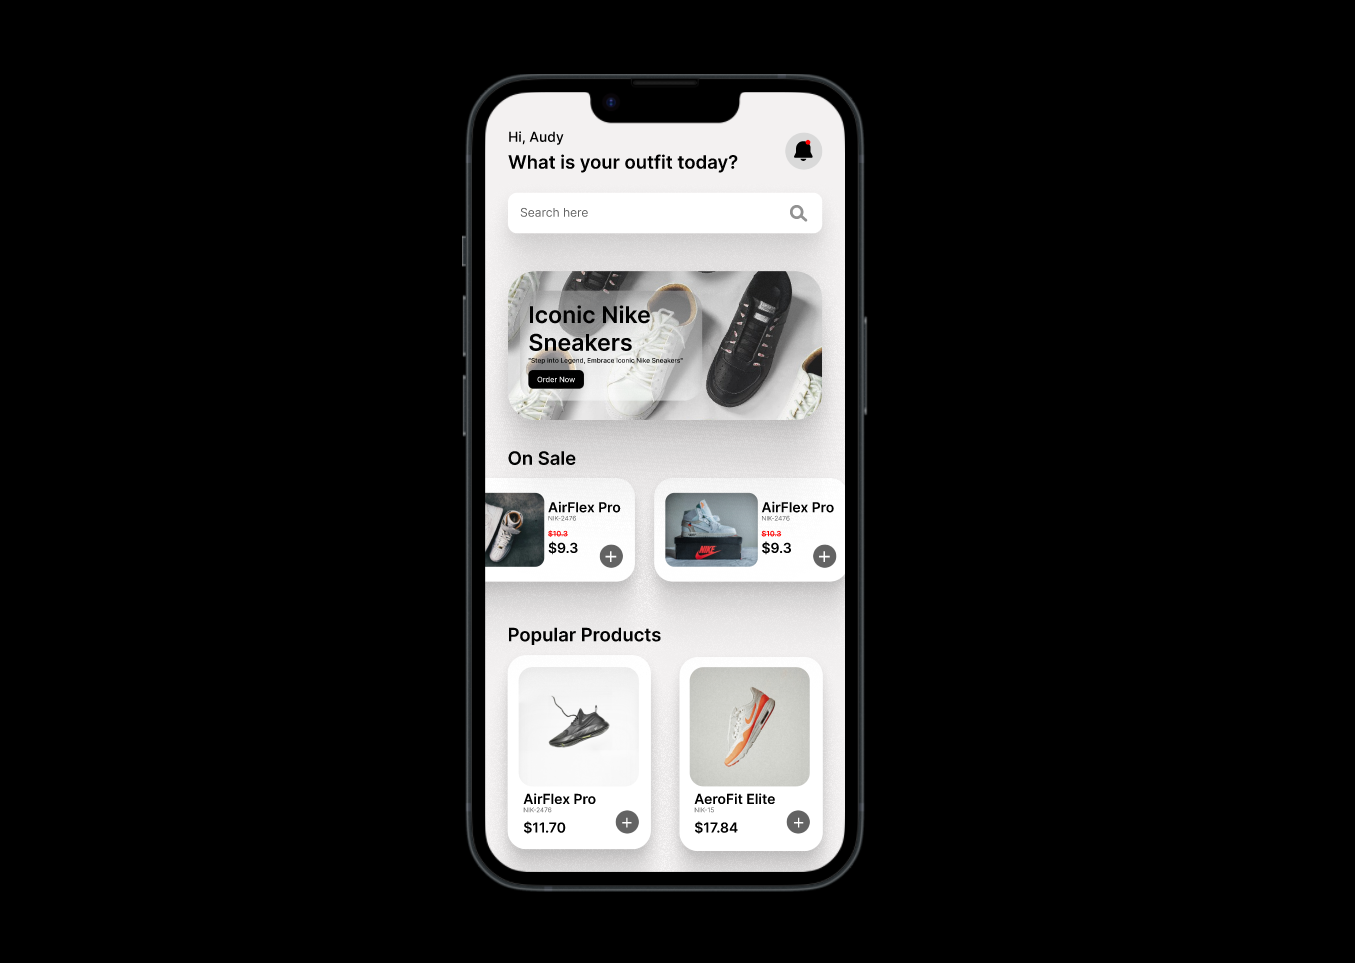 Hi, Audy
What is your outfit today?
Search here
Iconic Nike
Sneakers
"Step into Legend, Embrace Iconic Nike Sneakers"
Order Now
On Sale
AirFlex Pro
NIK-2476
$10.3
$9.3
NIKE
AirFlex Pro
NIK-2476
$10.3
$9.3
Popular Products
AirFlex Pro
NIK-2476
$11.70
AeroFit Elite
NIK-15
$17.84